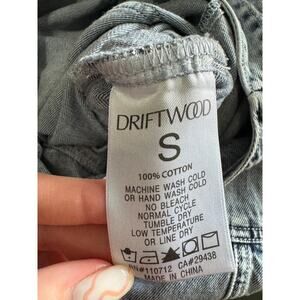 DRIFTWOOD
S
100% COTTON
MACHINE WASH COLD
OR HAND WASH COLD
NO BLEACH
NORMAL CYCLE
TUMBLE DRY
LOW TEMPERATURE
OR LINE DRY
RN#110712 CA#29438
MADE IN CHINA